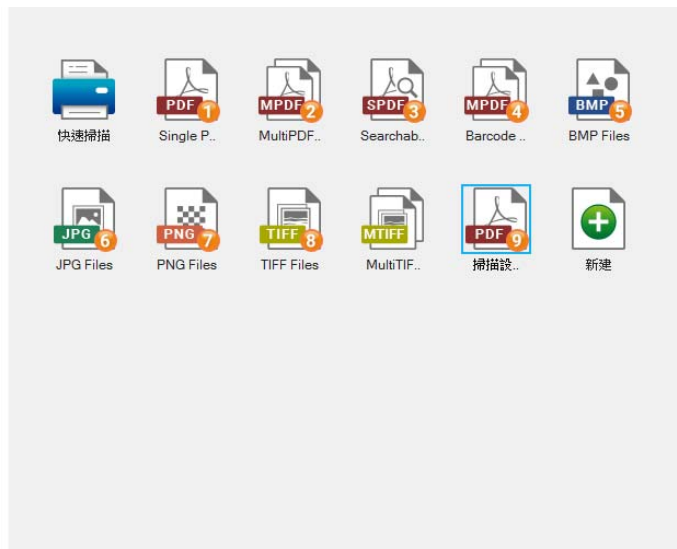 PDF 1
MPDF 2
SPDF 3
MPDF 4
BMP 5
快速掃描
Single P..
MultiPDF..
Searchab..
Barcode ..
BMP Files
JPG 6
PNG 7
TIFF 8
MTIFF
PDF 9
JPG Files
PNG Files
TIFF Files
MultiTIF..
掃描設..
新建